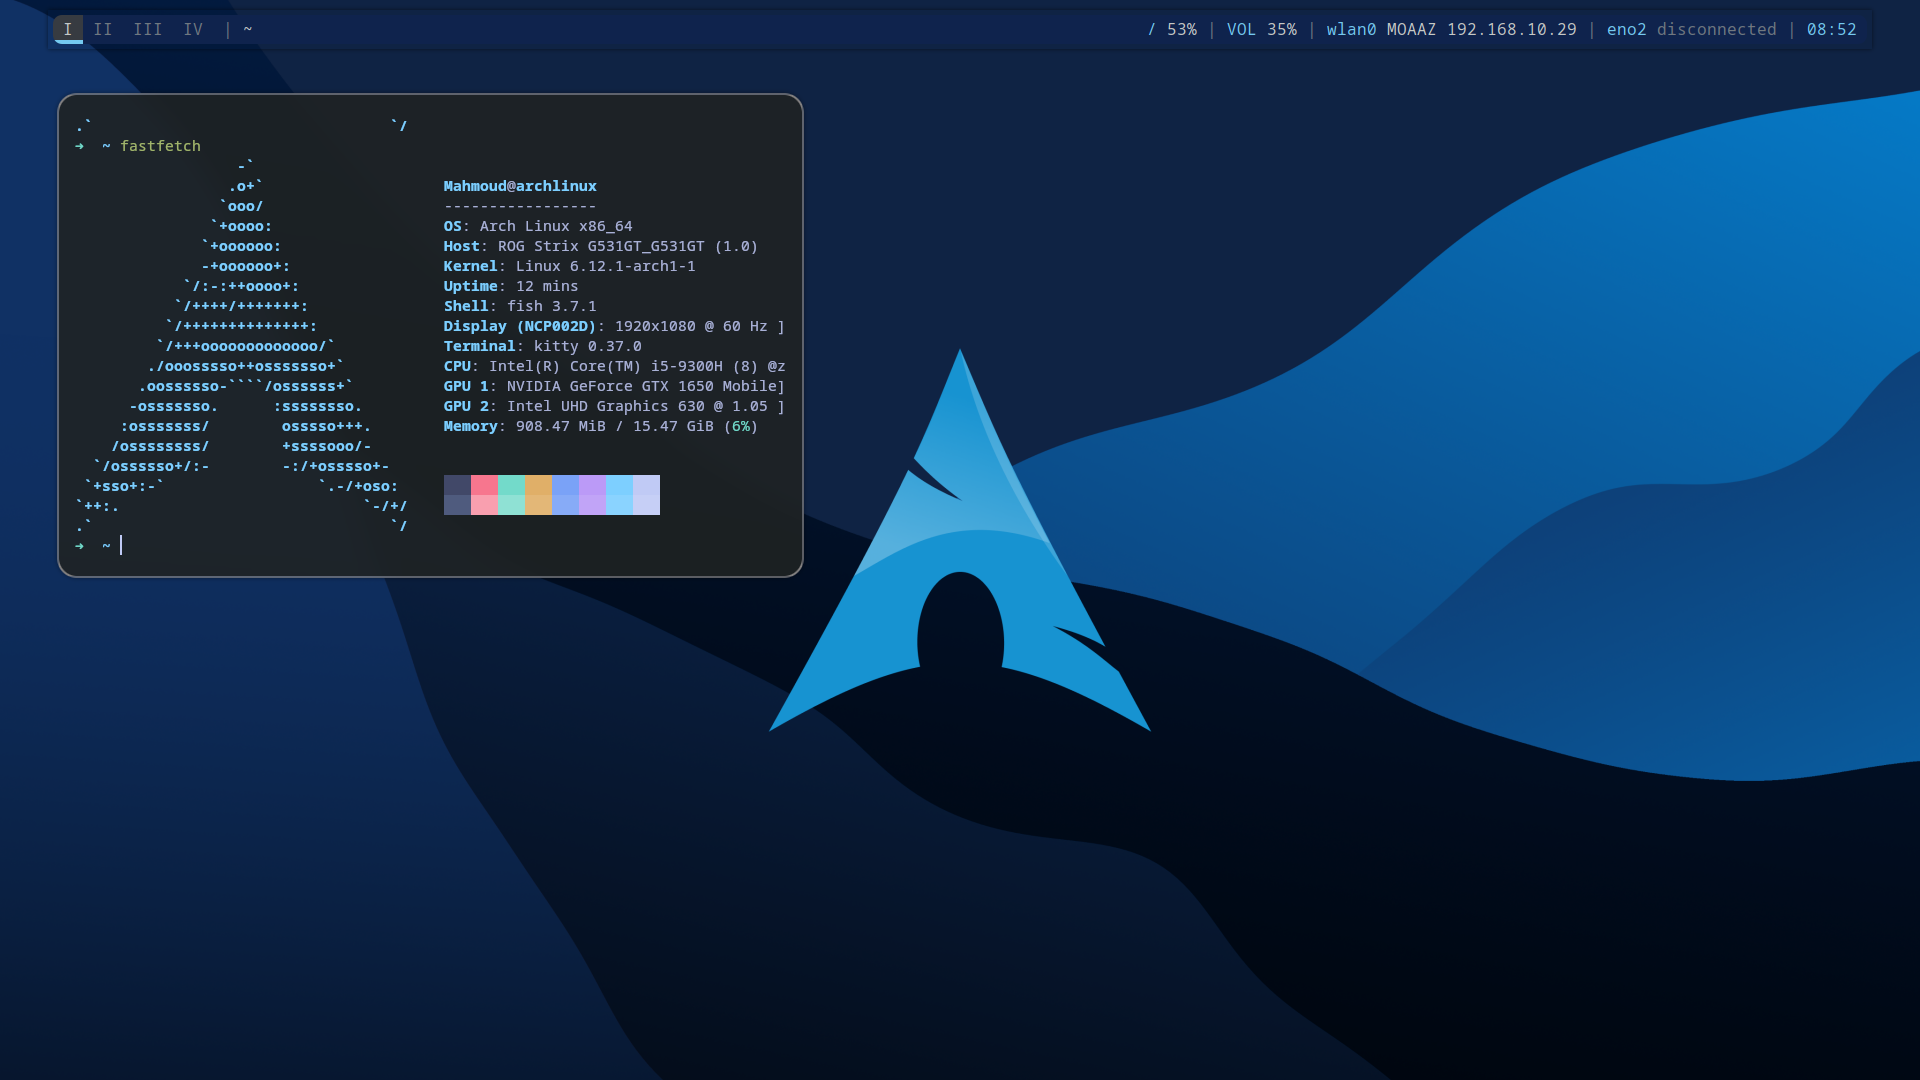 I II III IV | ~ / 53% | VOL 35% | wlan0 MOAAZ 192.168.10.29 | eno2 disconnected | 08:52
.` `/
➜ ~ fastfetch
-`
.o+` Mahmoud@archlinux
`ooo/ -----------------
`+oooo: OS: Arch Linux x86_64
`+oooooo: Host: ROG Strix G531GT_G531GT (1.0)
-+oooooo+: Kernel: Linux 6.12.1-arch1-1
`/:-:++oooo+: Uptime: 12 mins
`/++++/+++++++: Shell: fish 3.7.1
`/++++++++++++++: Display (NCP002D): 1920x1080 @ 60 Hz ]
`/+++ooooooooooooo/` Terminal: kitty 0.37.0
./ooosssso++osssssso+` CPU: Intel(R) Core(TM) i5-9300H (8) @z
.oossssso-````/ossssss+` GPU 1: NVIDIA GeForce GTX 1650 Mobile]
-osssssso. :ssssssso. GPU 2: Intel UHD Graphics 630 @ 1.05 ]
:osssssss/ osssso+++. Memory: 908.47 MiB / 15.47 GiB (6%)
/ossssssss/ +ssssooo/-
`/ossssso+/:- -:/+osssso+-
`+sso+:-` `.-/+oso:
`++:. `-/+/
.` `/
➜ ~